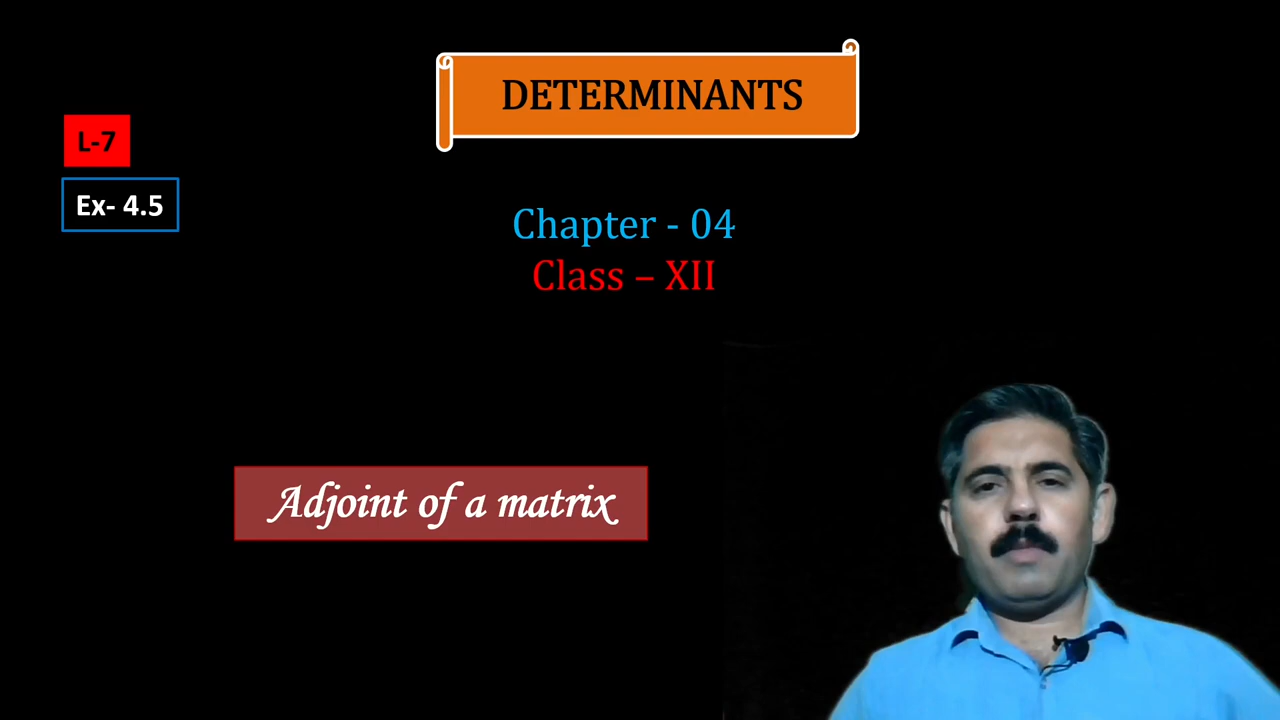 DETERMINANTS
L-7
Ex- 4.5
Chapter - 04
Class – XII
Adjoint of a matrix